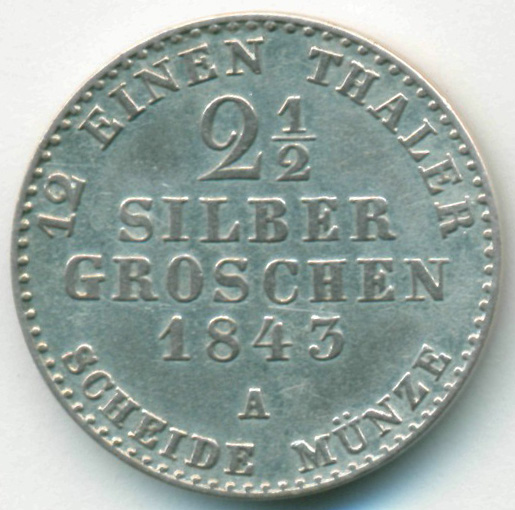 12 EINEN THALER
2 1/2
SILBER
GROSCHEN
1843
A
SCHEIDE MÜNZE